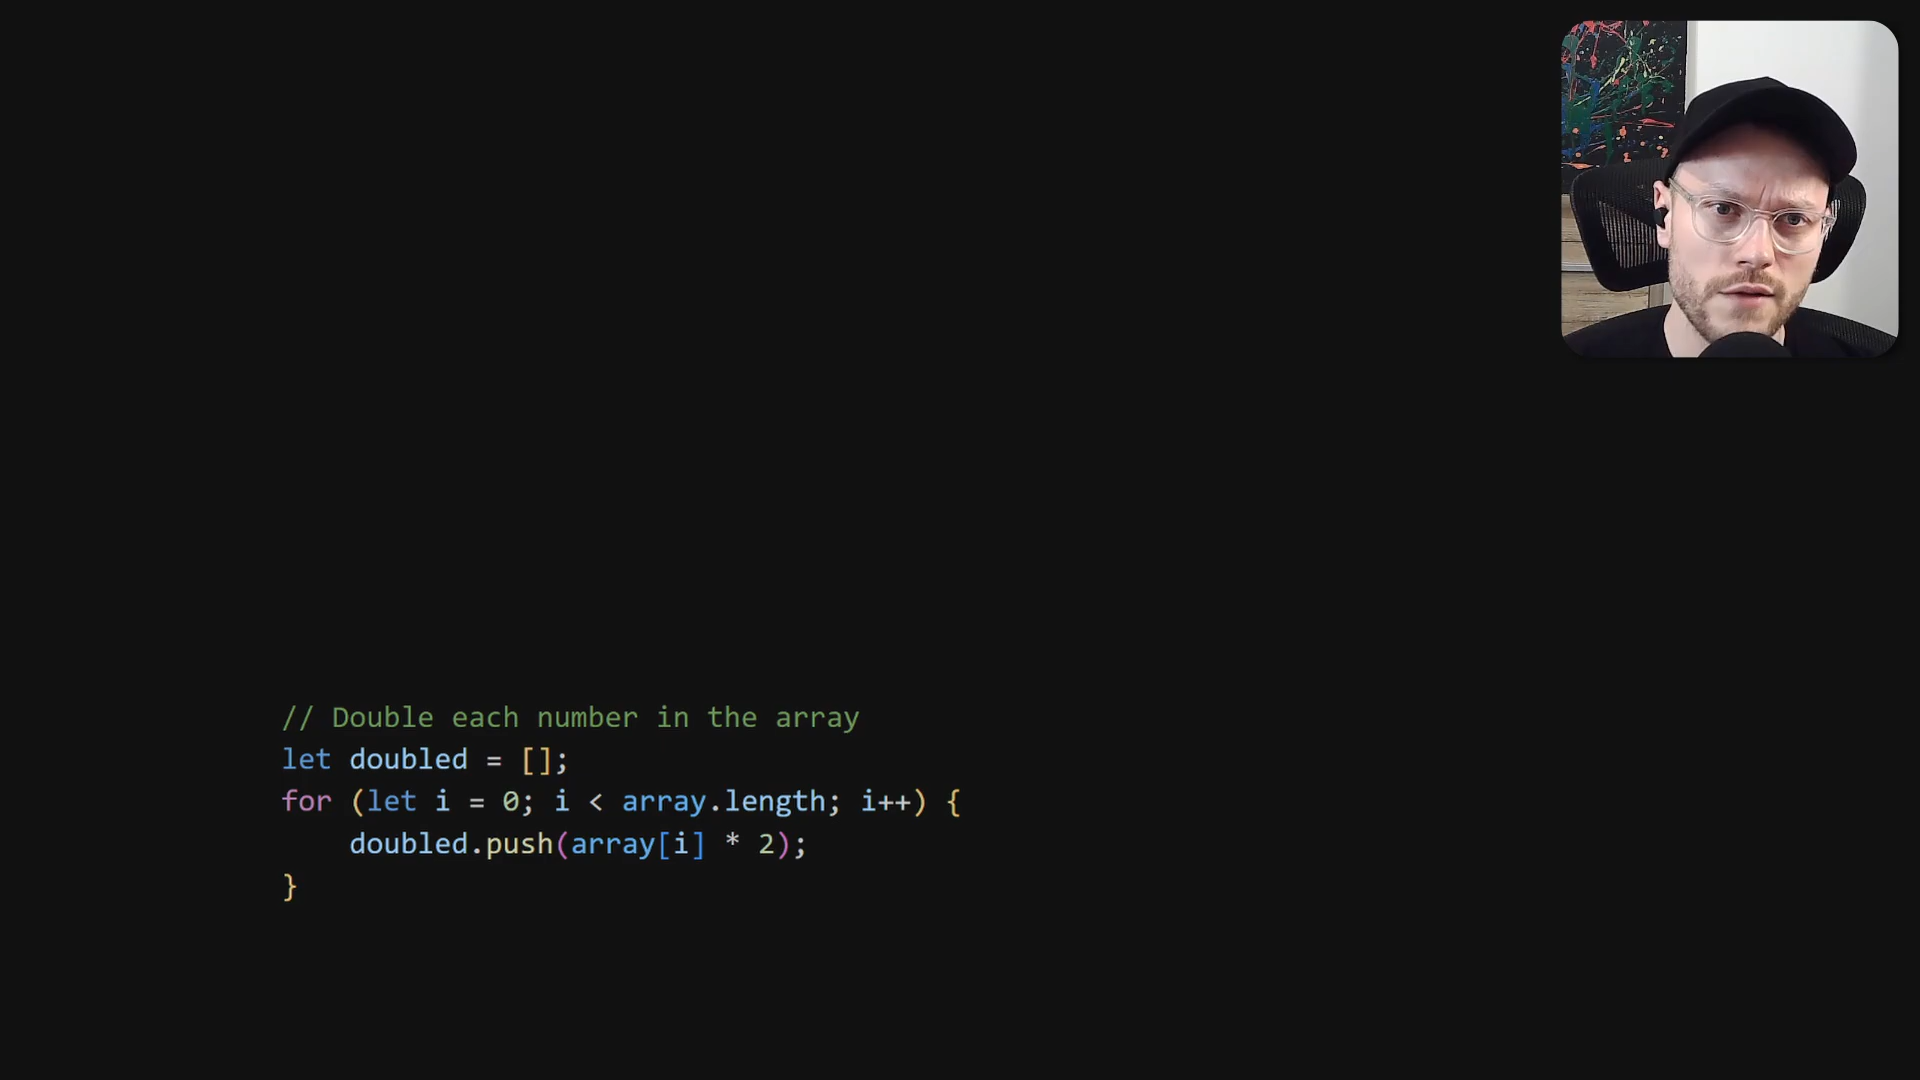 // Double each number in the array
let doubled = [];
for (let i = 0; i < array.length; i++) {
    doubled.push(array[i] * 2);
}